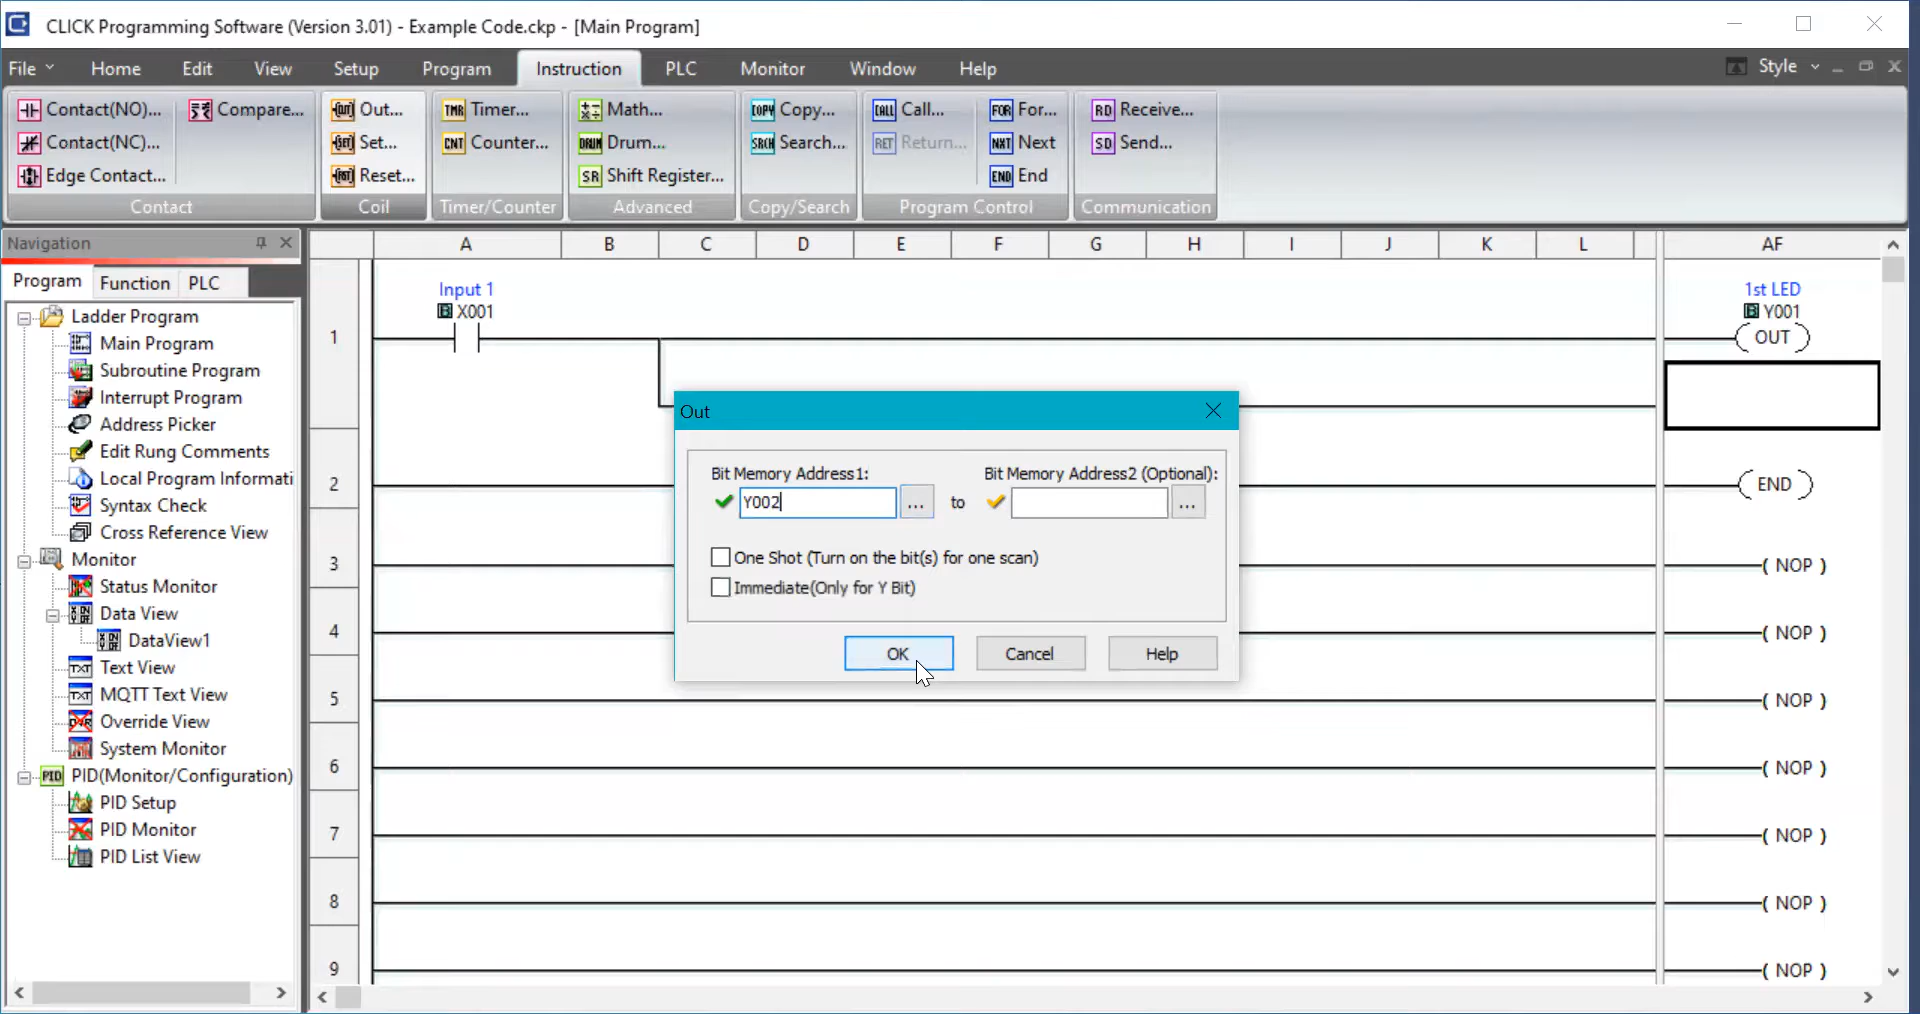 CLICK Programming Software (Version 3.01) - Example Code.ckp - [Main Program]
File Home Edit View Setup Program Instruction PLC Monitor Window Help Style
Contact(NO)... Compare... Out... Timer... Math... Copy... Call... For... Receive...
Contact(NC)... Set... Counter... Drum... Search... Return... Next Send...
Edge Contact... Reset... Shift Register... End
Contact Coil Timer/Counter Advanced Copy/Search Program Control Communication
Navigation
Program Function PLC
Ladder Program
Main Program
Subroutine Program
Interrupt Program
Address Picker
Edit Rung Comments
Local Program Informati
Syntax Check
Cross Reference View
Monitor
Status Monitor
Data View
DataView1
Text View
MQTT Text View
Override View
System Monitor
PID(Monitor/Configuration)
PID Setup
PID Monitor
PID List View
A B C D E F G H I J K L AF
Input 1
X001
1st LED
Y001
1
OUT
2
END
3
( NOP )
4
( NOP )
5
( NOP )
6
( NOP )
7
( NOP )
8
( NOP )
9
( NOP )
Out
Bit Memory Address1: Bit Memory Address2 (Optional):
Y002 ... to ...
One Shot (Turn on the bit(s) for one scan)
Immediate(Only for Y Bit)
OK Cancel Help